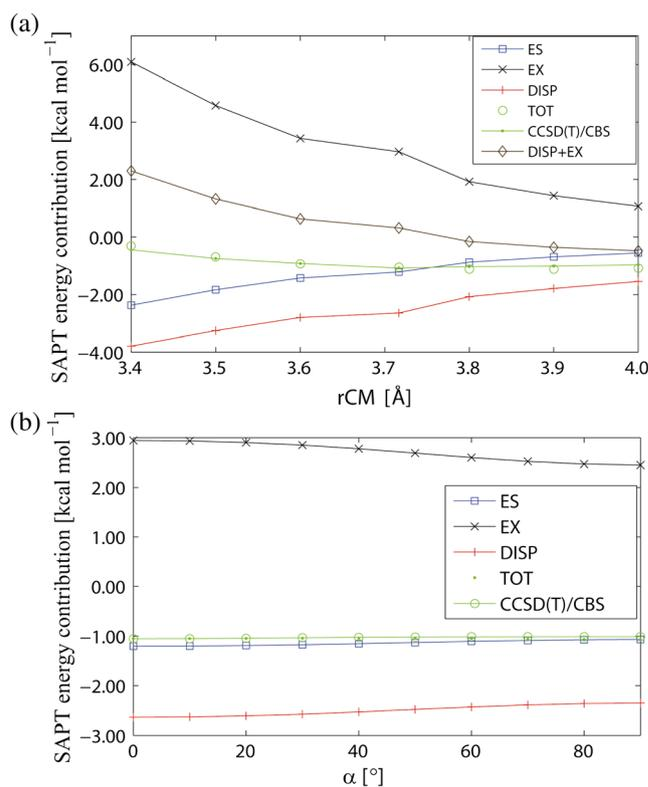 (a)
SAPT energy contribution [kcal mol⁻¹]
6.00
4.00
2.00
0.00
−2.00
−4.00
ES
EX
DISP
TOT
CCSD(T)/CBS
DISP+EX
3.4 3.5 3.6 3.7 3.8 3.9 4.0
rCM [Å]
(b)
SAPT energy contribution [kcal mol⁻¹]
3.00
2.00
1.00
0.00
−1.00
−2.00
−3.00
ES
EX
DISP
TOT
CCSD(T)/CBS
0 20 40 60 80
α [°]